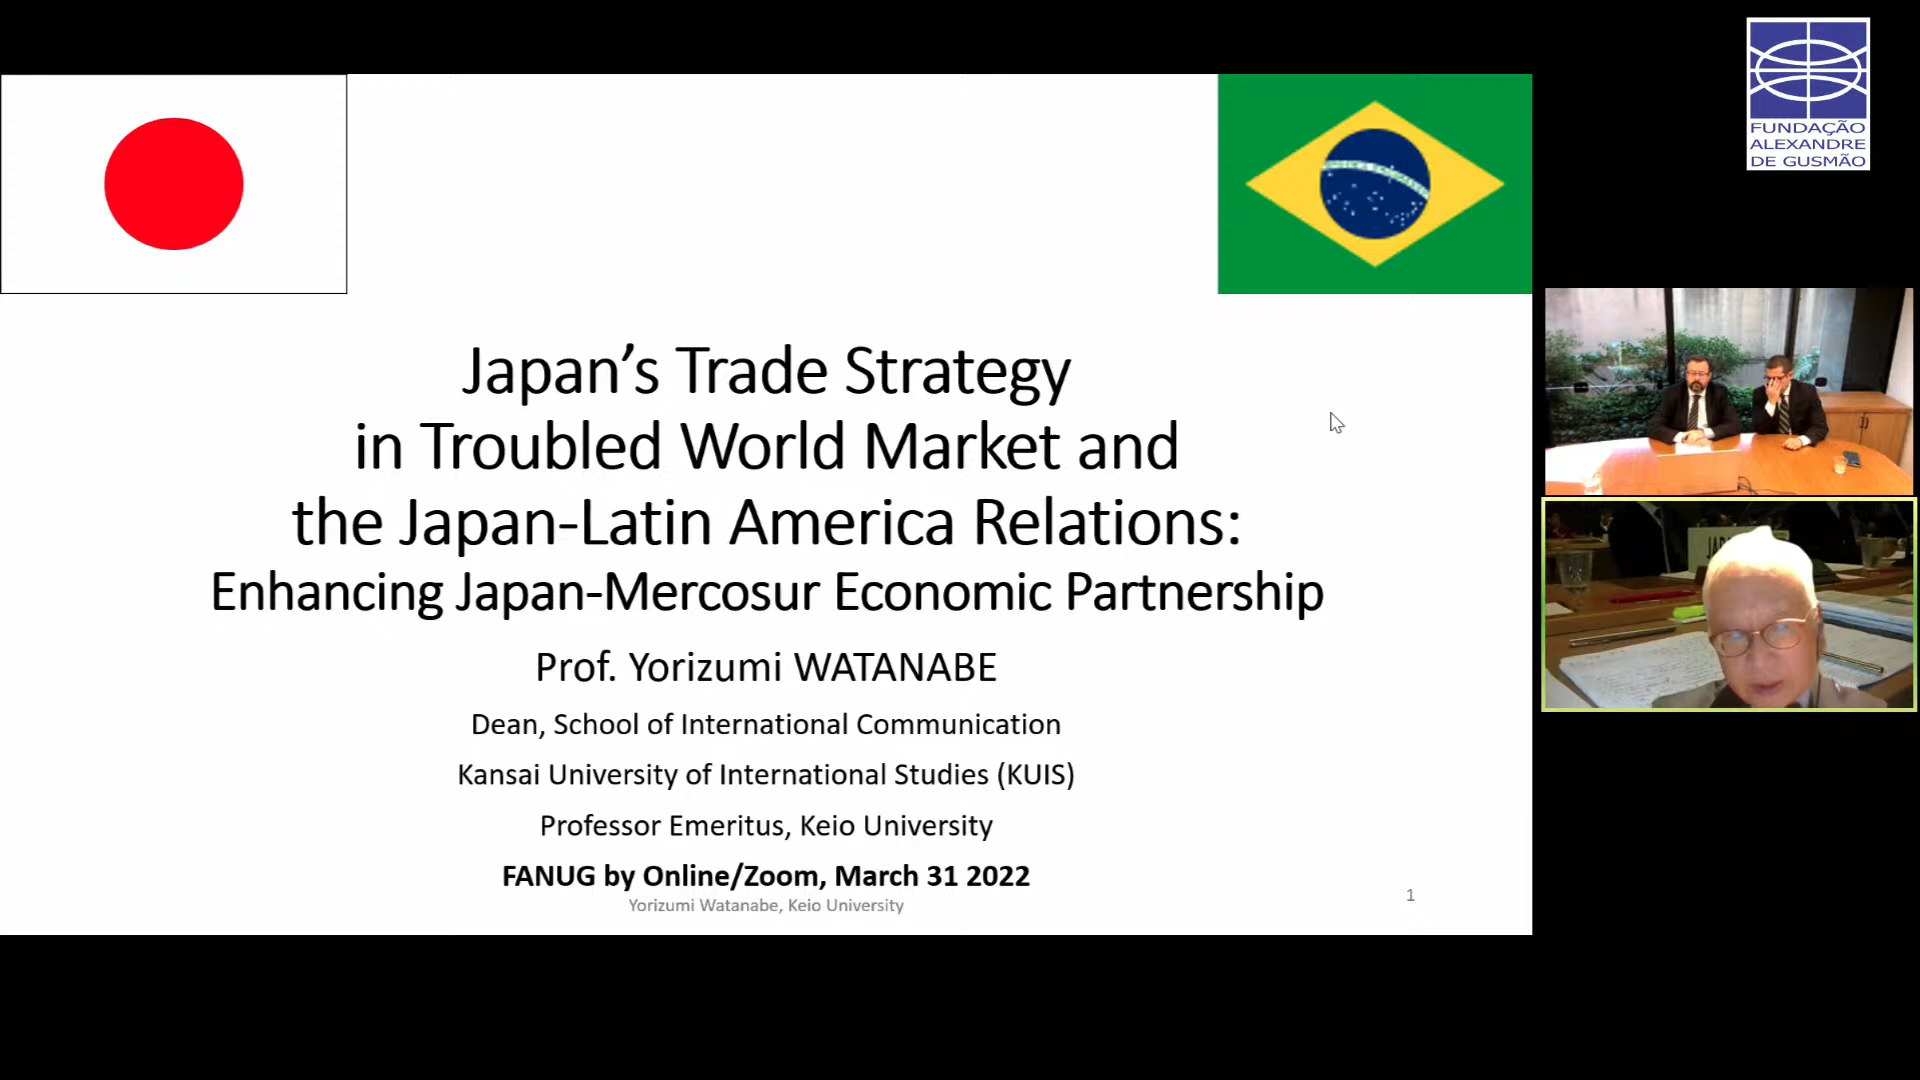 FUNDAÇÃO
ALEXANDRE
DE GUSMÃO
Japan’s Trade Strategy
in Troubled World Market and
the Japan-Latin America Relations:
Enhancing Japan-Mercosur Economic Partnership
Prof. Yorizumi WATANABE
Dean, School of International Communication
Kansai University of International Studies (KUIS)
Professor Emeritus, Keio University
FANUG by Online/Zoom, March 31 2022
Yorizumi Watanabe, Keio University
1